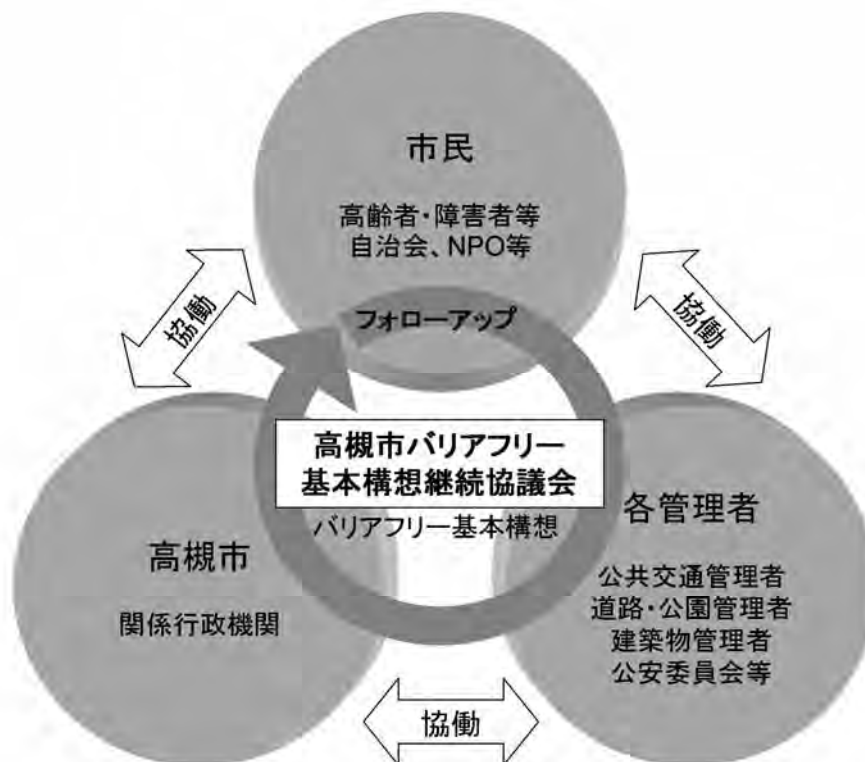 市民
高齢者・障害者等
自治会、NPO等
協働
協働
フォローアップ
高槻市バリアフリー
基本構想継続協議会
バリアフリー基本構想
高槻市
関係行政機関
各管理者
公共交通管理者
道路・公園管理者
建築物管理者
公安委員会等
協働